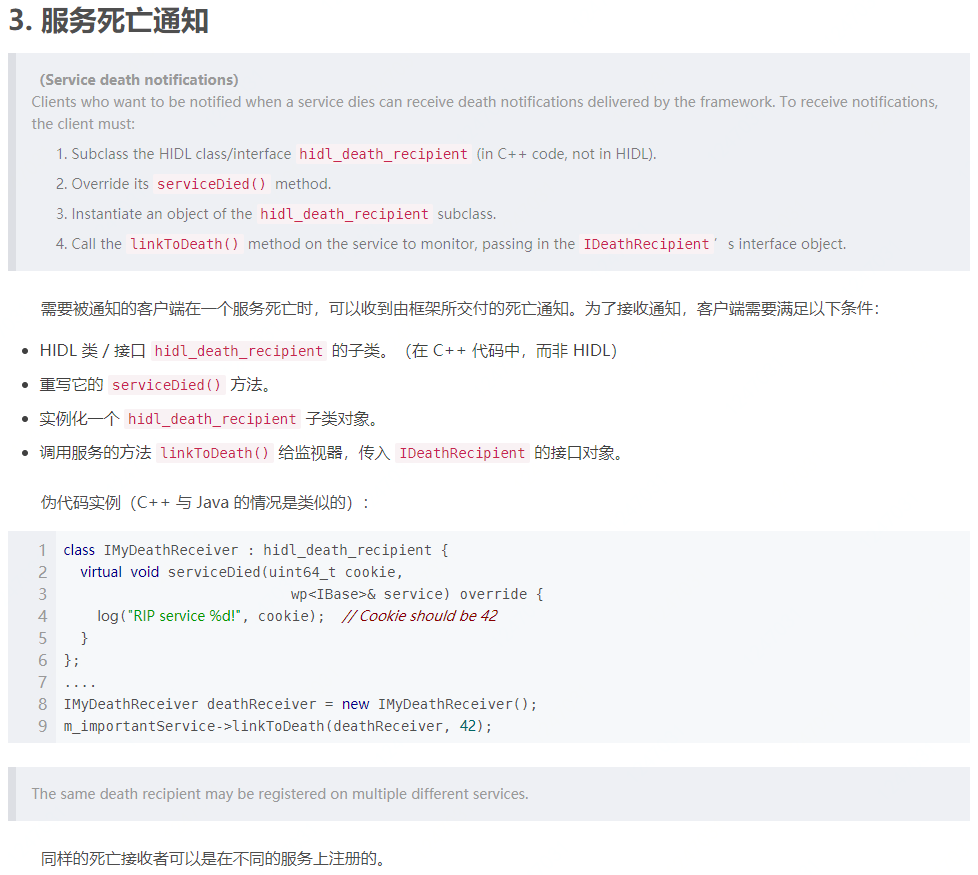 3. 服务死亡通知
(Service death notifications)
Clients who want to be notified when a service dies can receive death notifications delivered by the framework. To receive notifications,
the client must:
1. Subclass the HIDL class/interface hidl_death_recipient (in C++ code, not in HIDL).
2. Override its serviceDied() method.
3. Instantiate an object of the hidl_death_recipient subclass.
4. Call the linkToDeath() method on the service to monitor, passing in the IDeathRecipient ’s interface object.
需要被通知的客户端在一个服务死亡时，可以收到由框架所交付的死亡通知。为了接收通知，客户端需要满足以下条件：
• HIDL 类 / 接口 hidl_death_recipient 的子类。（在 C++ 代码中，而非 HIDL）
• 重写它的 serviceDied() 方法。
• 实例化一个 hidl_death_recipient 子类对象。
• 调用服务的方法 linkToDeath() 给监视器，传入 IDeathRecipient 的接口对象。
伪代码实例（C++ 与 Java 的情况是类似的）：
1 class IMyDeathReceiver : hidl_death_recipient {
2   virtual void serviceDied(uint64_t cookie,
3                            wp<IBase>& service) override {
4     log("RIP service %d!", cookie);  // Cookie should be 42
5   }
6 };
7 ....
8 IMyDeathReceiver deathReceiver = new IMyDeathReceiver();
9 m_importantService->linkToDeath(deathReceiver, 42);
The same death recipient may be registered on multiple different services.
同样的死亡接收者可以是在不同的服务上注册的。